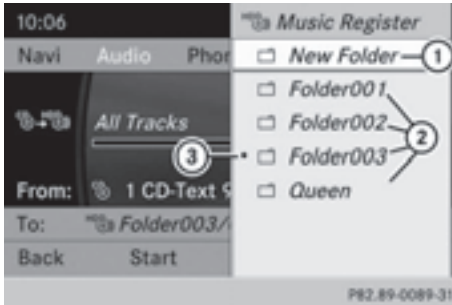 10:06
Music Register
Navi Audio Phon
New Folder
1
Folder001
All Tracks
Folder002
2
3
Folder003
From: 1 CD-Text 9
Queen
To: Folder003/
Back Start
P82.89-0089-31